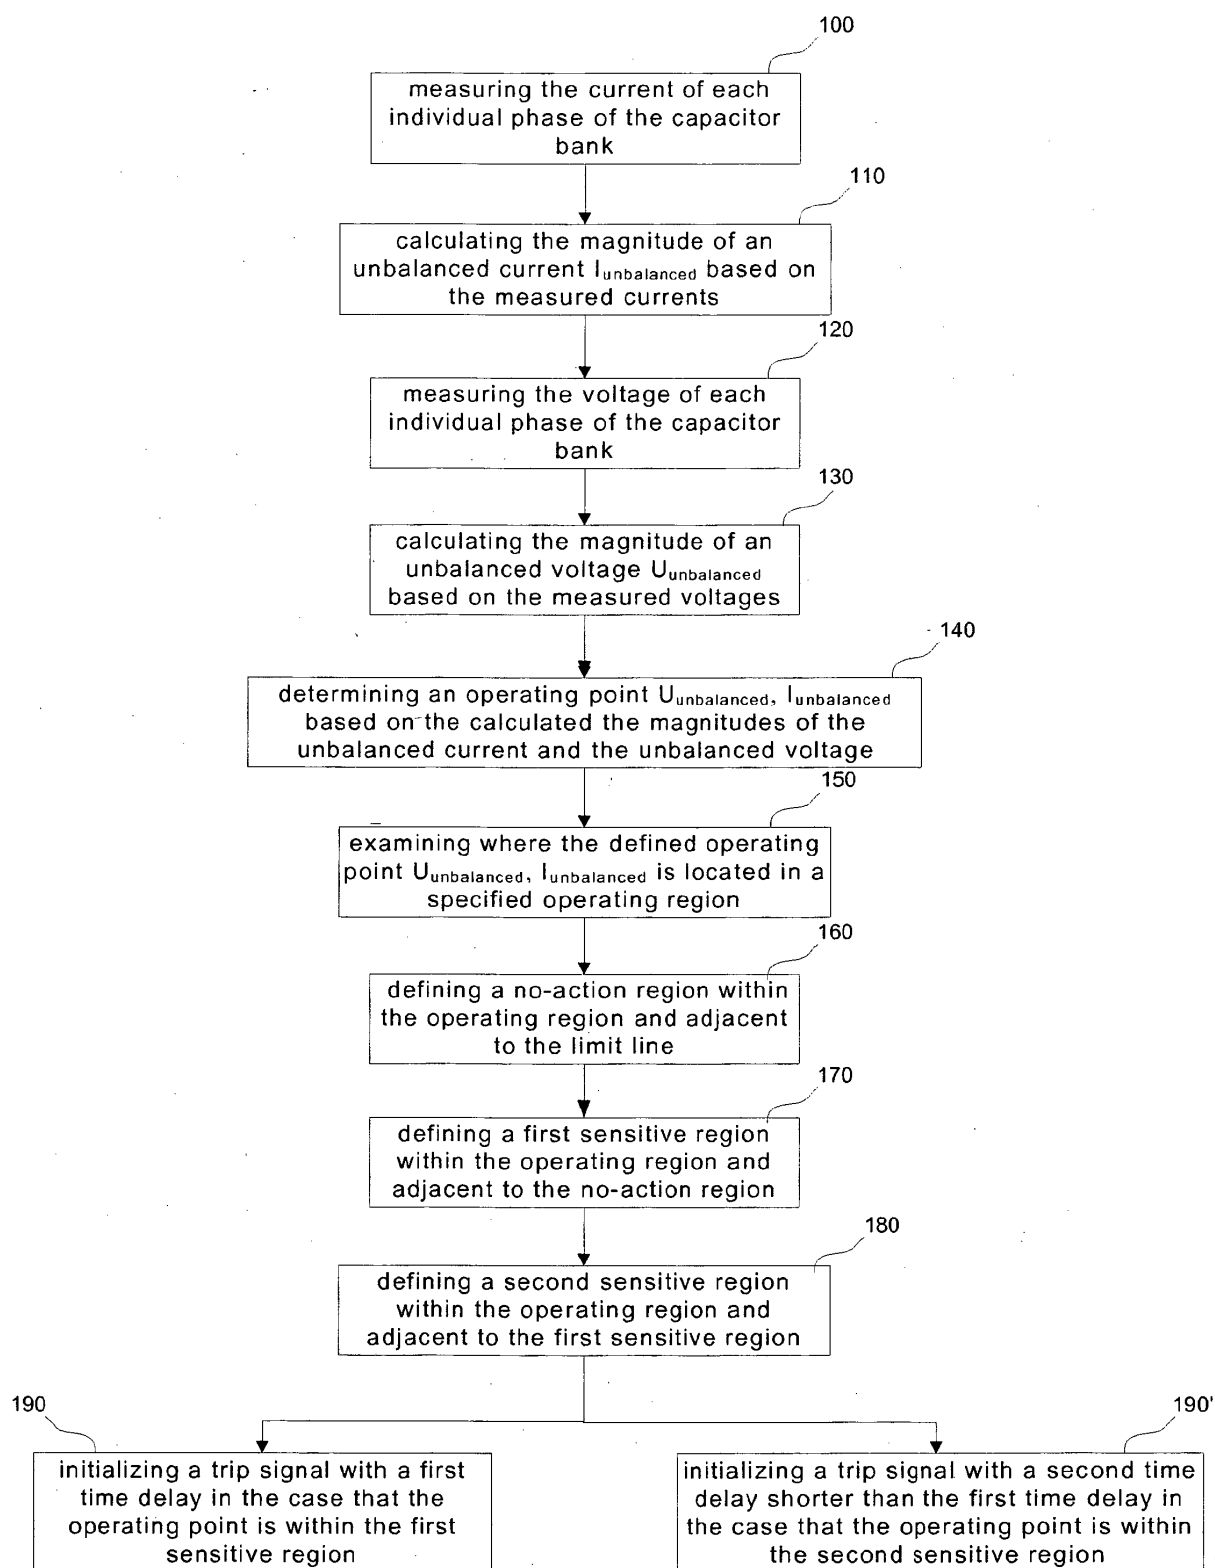 100
measuring the current of each
individual phase of the capacitor
bank
110
calculating the magnitude of an
unbalanced current Iunbalanced based on
the measured currents
120
measuring the voltage of each
individual phase of the capacitor
bank
130
calculating the magnitude of an
unbalanced voltage Uunbalanced
based on the measured voltages
140
determining an operating point Uunbalanced, Iunbalanced
based on the calculated the magnitudes of the
unbalanced current and the unbalanced voltage
150
examining where the defined operating
point Uunbalanced, Iunbalanced is located in a
specified operating region
160
defining a no-action region within
the operating region and adjacent
to the limit line
170
defining a first sensitive region
within the operating region and
adjacent to the no-action region
180
defining a second sensitive region
within the operating region and
adjacent to the first sensitive region
190
initializing a trip signal with a first
time delay in the case that the
operating point is within the first
sensitive region
190'
initializing a trip signal with a second time
delay shorter than the first time delay in
the case that the operating point is within
the second sensitive region